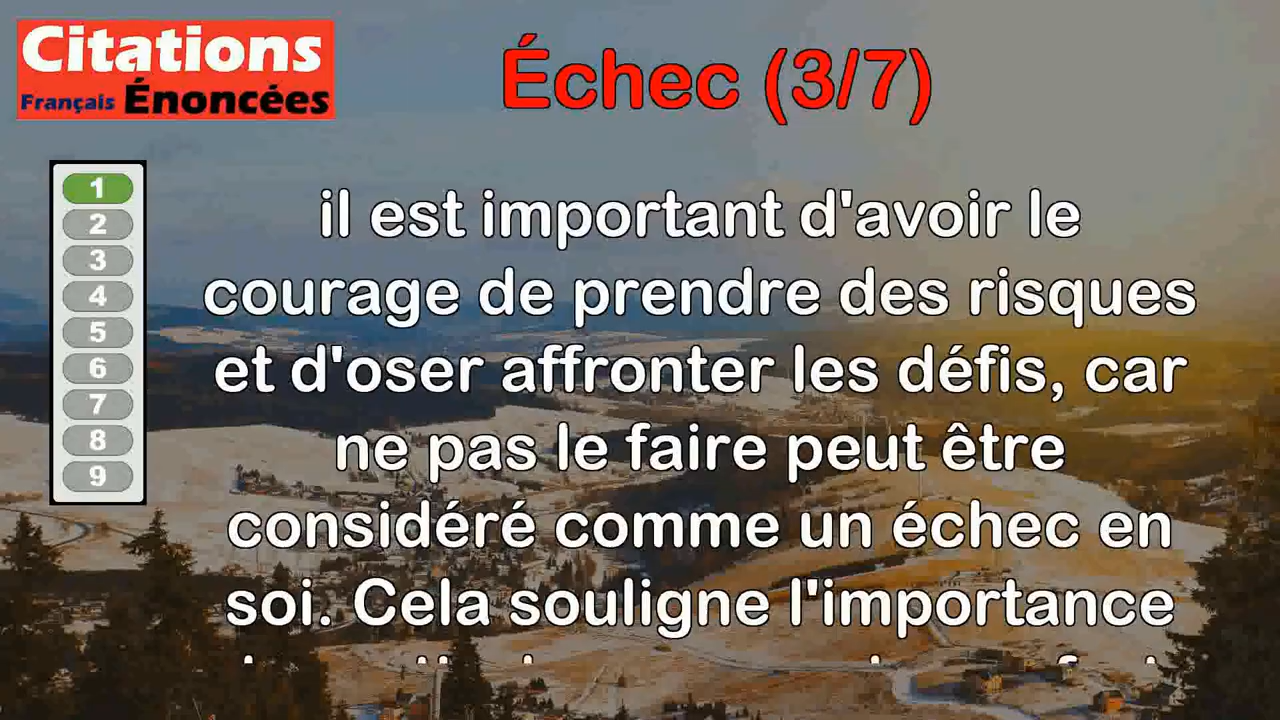 Citations
Français Énoncées
Échec (3/7)
1
2
3
4
5
6
7
8
9
il est important d'avoir le
courage de prendre des risques
et d'oser affronter les défis, car
ne pas le faire peut être
considéré comme un échec en
soi. Cela souligne l'importance